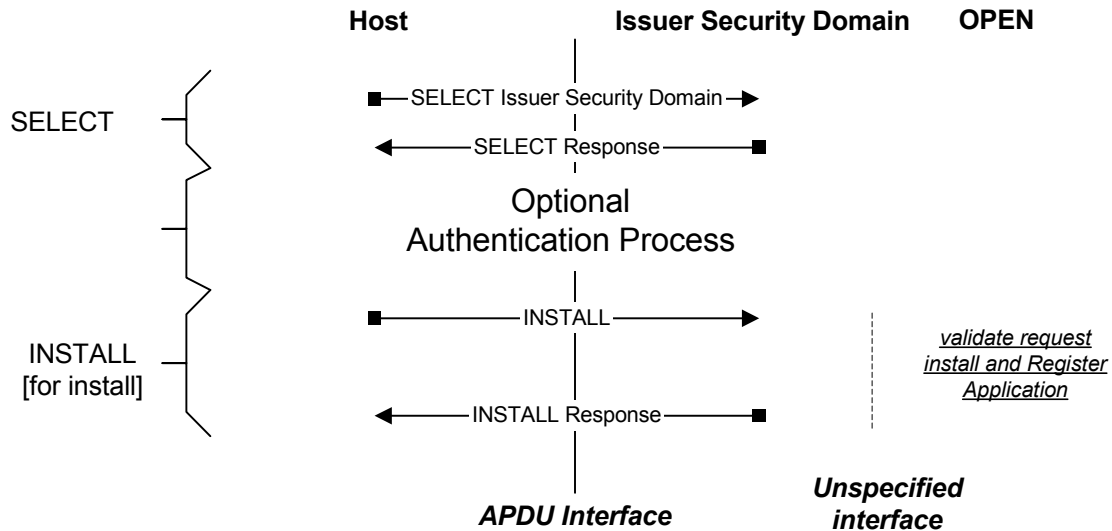 Host
Issuer Security Domain
OPEN
SELECT
SELECT Issuer Security Domain
SELECT Response
Optional
Authentication Process
INSTALL
[for install]
INSTALL
validate request
install and Register
Application
INSTALL Response
APDU Interface
Unspecified
interface